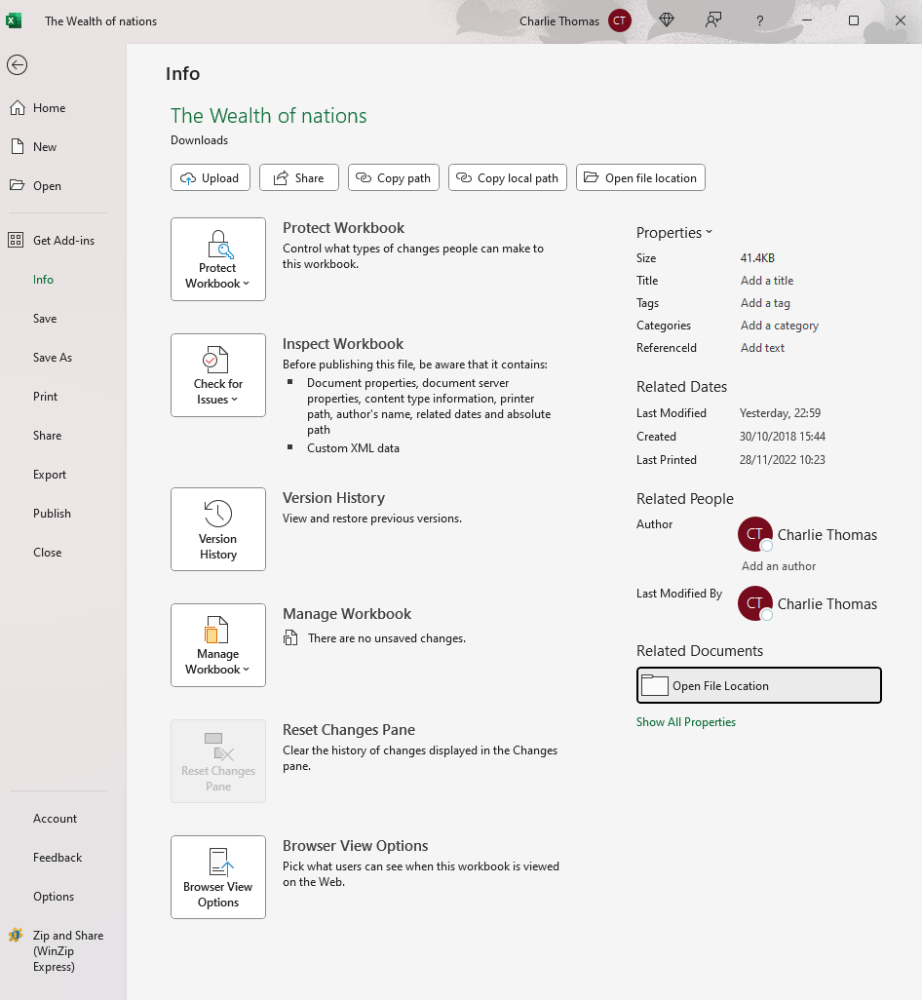 The Wealth of nations
Charlie Thomas
CT
?
Home
New
Open
Get Add-ins
Info
Save
Save As
Print
Share
Export
Publish
Close
Account
Feedback
Options
Zip and Share
(WinZip
Express)
Info
The Wealth of nations
Downloads
Upload
Share
Copy path
Copy local path
Open file location
Protect
Workbook
Protect Workbook
Control what types of changes people can make to
this workbook.
Check for
Issues
Inspect Workbook
Before publishing this file, be aware that it contains:
Document properties, document server
properties, content type information, printer
path, author's name, related dates and absolute
path
Custom XML data
Version
History
Version History
View and restore previous versions.
Manage
Workbook
Manage Workbook
There are no unsaved changes.
Reset Changes
Pane
Reset Changes Pane
Clear the history of changes displayed in the Changes
pane.
Browser View
Options
Browser View Options
Pick what users can see when this workbook is viewed
on the Web.
Properties
Size 41.4KB
Title Add a title
Tags Add a tag
Categories Add a category
ReferenceId Add text
Related Dates
Last Modified Yesterday, 22:59
Created 30/10/2018 15:44
Last Printed 28/11/2022 10:23
Related People
Author CT Charlie Thomas
Add an author
Last Modified By CT Charlie Thomas
Related Documents
Open File Location
Show All Properties